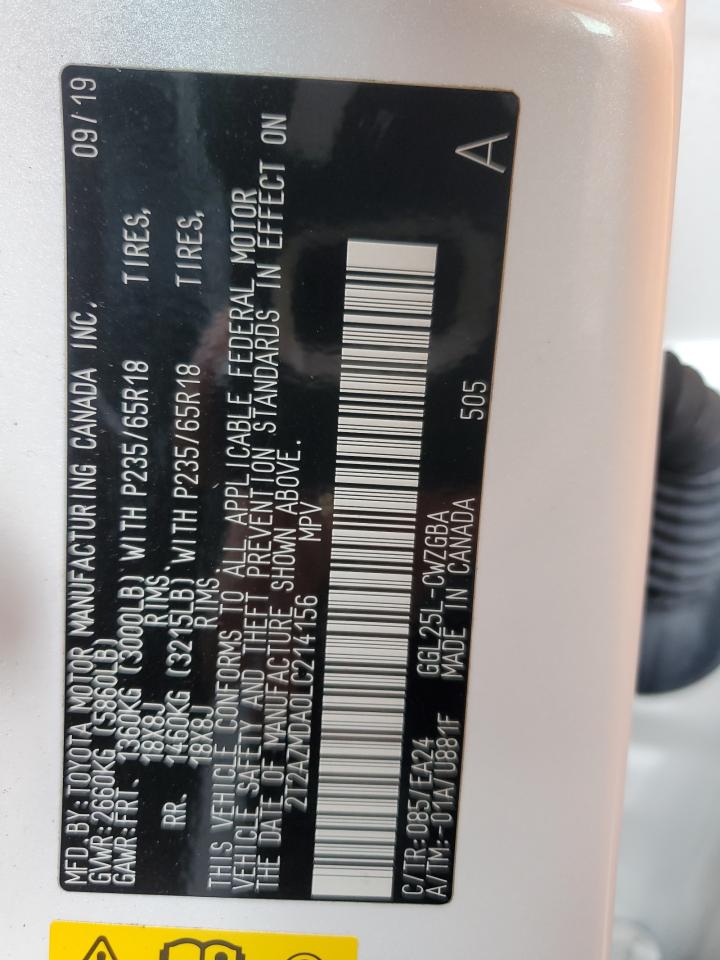 MFD.BY:TOYOTA MOTOR MANUFACTURING CANADA INC. 09/19
GVWR:2660KG (5860LB)
GAWR:FRT. 1360KG (3000LB) WITH P235/65R18 TIRES,
18X8J RIMS.
RR. 1460KG (3215LB) WITH P235/65R18 TIRES,
18X8J RIMS.
THIS VEHICLE CONFORMS TO ALL APPLICABLE FEDERAL MOTOR
VEHICLE SAFETY AND THEFT PREVENTION STANDARDS IN EFFECT ON
THE DATE OF MANUFACTURE SHOWN ABOVE.
2T2AZMDA0LC214156 MPV
C/TR:085/EA24 GGL25L-CWZGBA
A/TM:-01A/U881F MADE IN CANADA 505 A